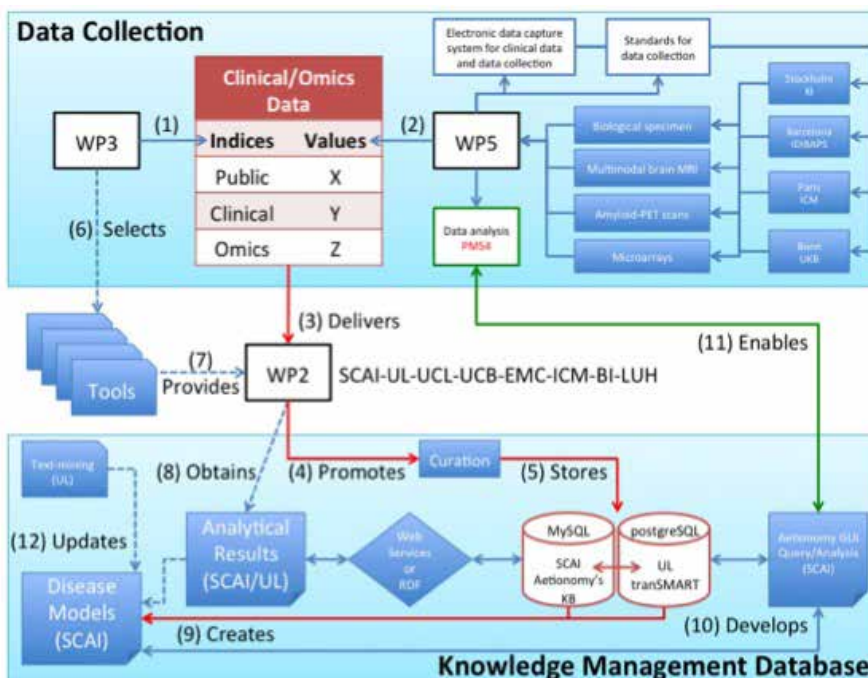 Data Collection
Electronic data capture
system for clinical data
and data collection
Standards for
data collection
Clinical/Omics
Data
Indices Values
Public X
Clinical Y
Omics Z
WP3
(1)
(2)
WP5
Biological specimen
Multimodal brain MRI
Amyloid-PET scans
Microarrays
Stockholm
KI
Barcelona
IDIBAPS
Paris
ICM
Bonn
UKB
Data analysis
PMS4
(6) Selects
(3) Delivers
(11) Enables
Tools
(7)
Provides
WP2
SCAI-UL-UCL-UCB-EMC-ICM-BI-LUH
Text-mixing
(UL)
(8) Obtains
(4) Promotes
Curation
(5) Stores
(12) Updates
Analytical
Results
(SCAI/UL)
Web
Services
or
RDF
MySQL
SCAI
Aetionomy's
KB
postgreSQL
UL
tranSMART
Aetionomy GUI
Query/Analysis
(SCAI)
Disease
Models
(SCAI)
(9) Creates
(10) Develops
Knowledge Management Database